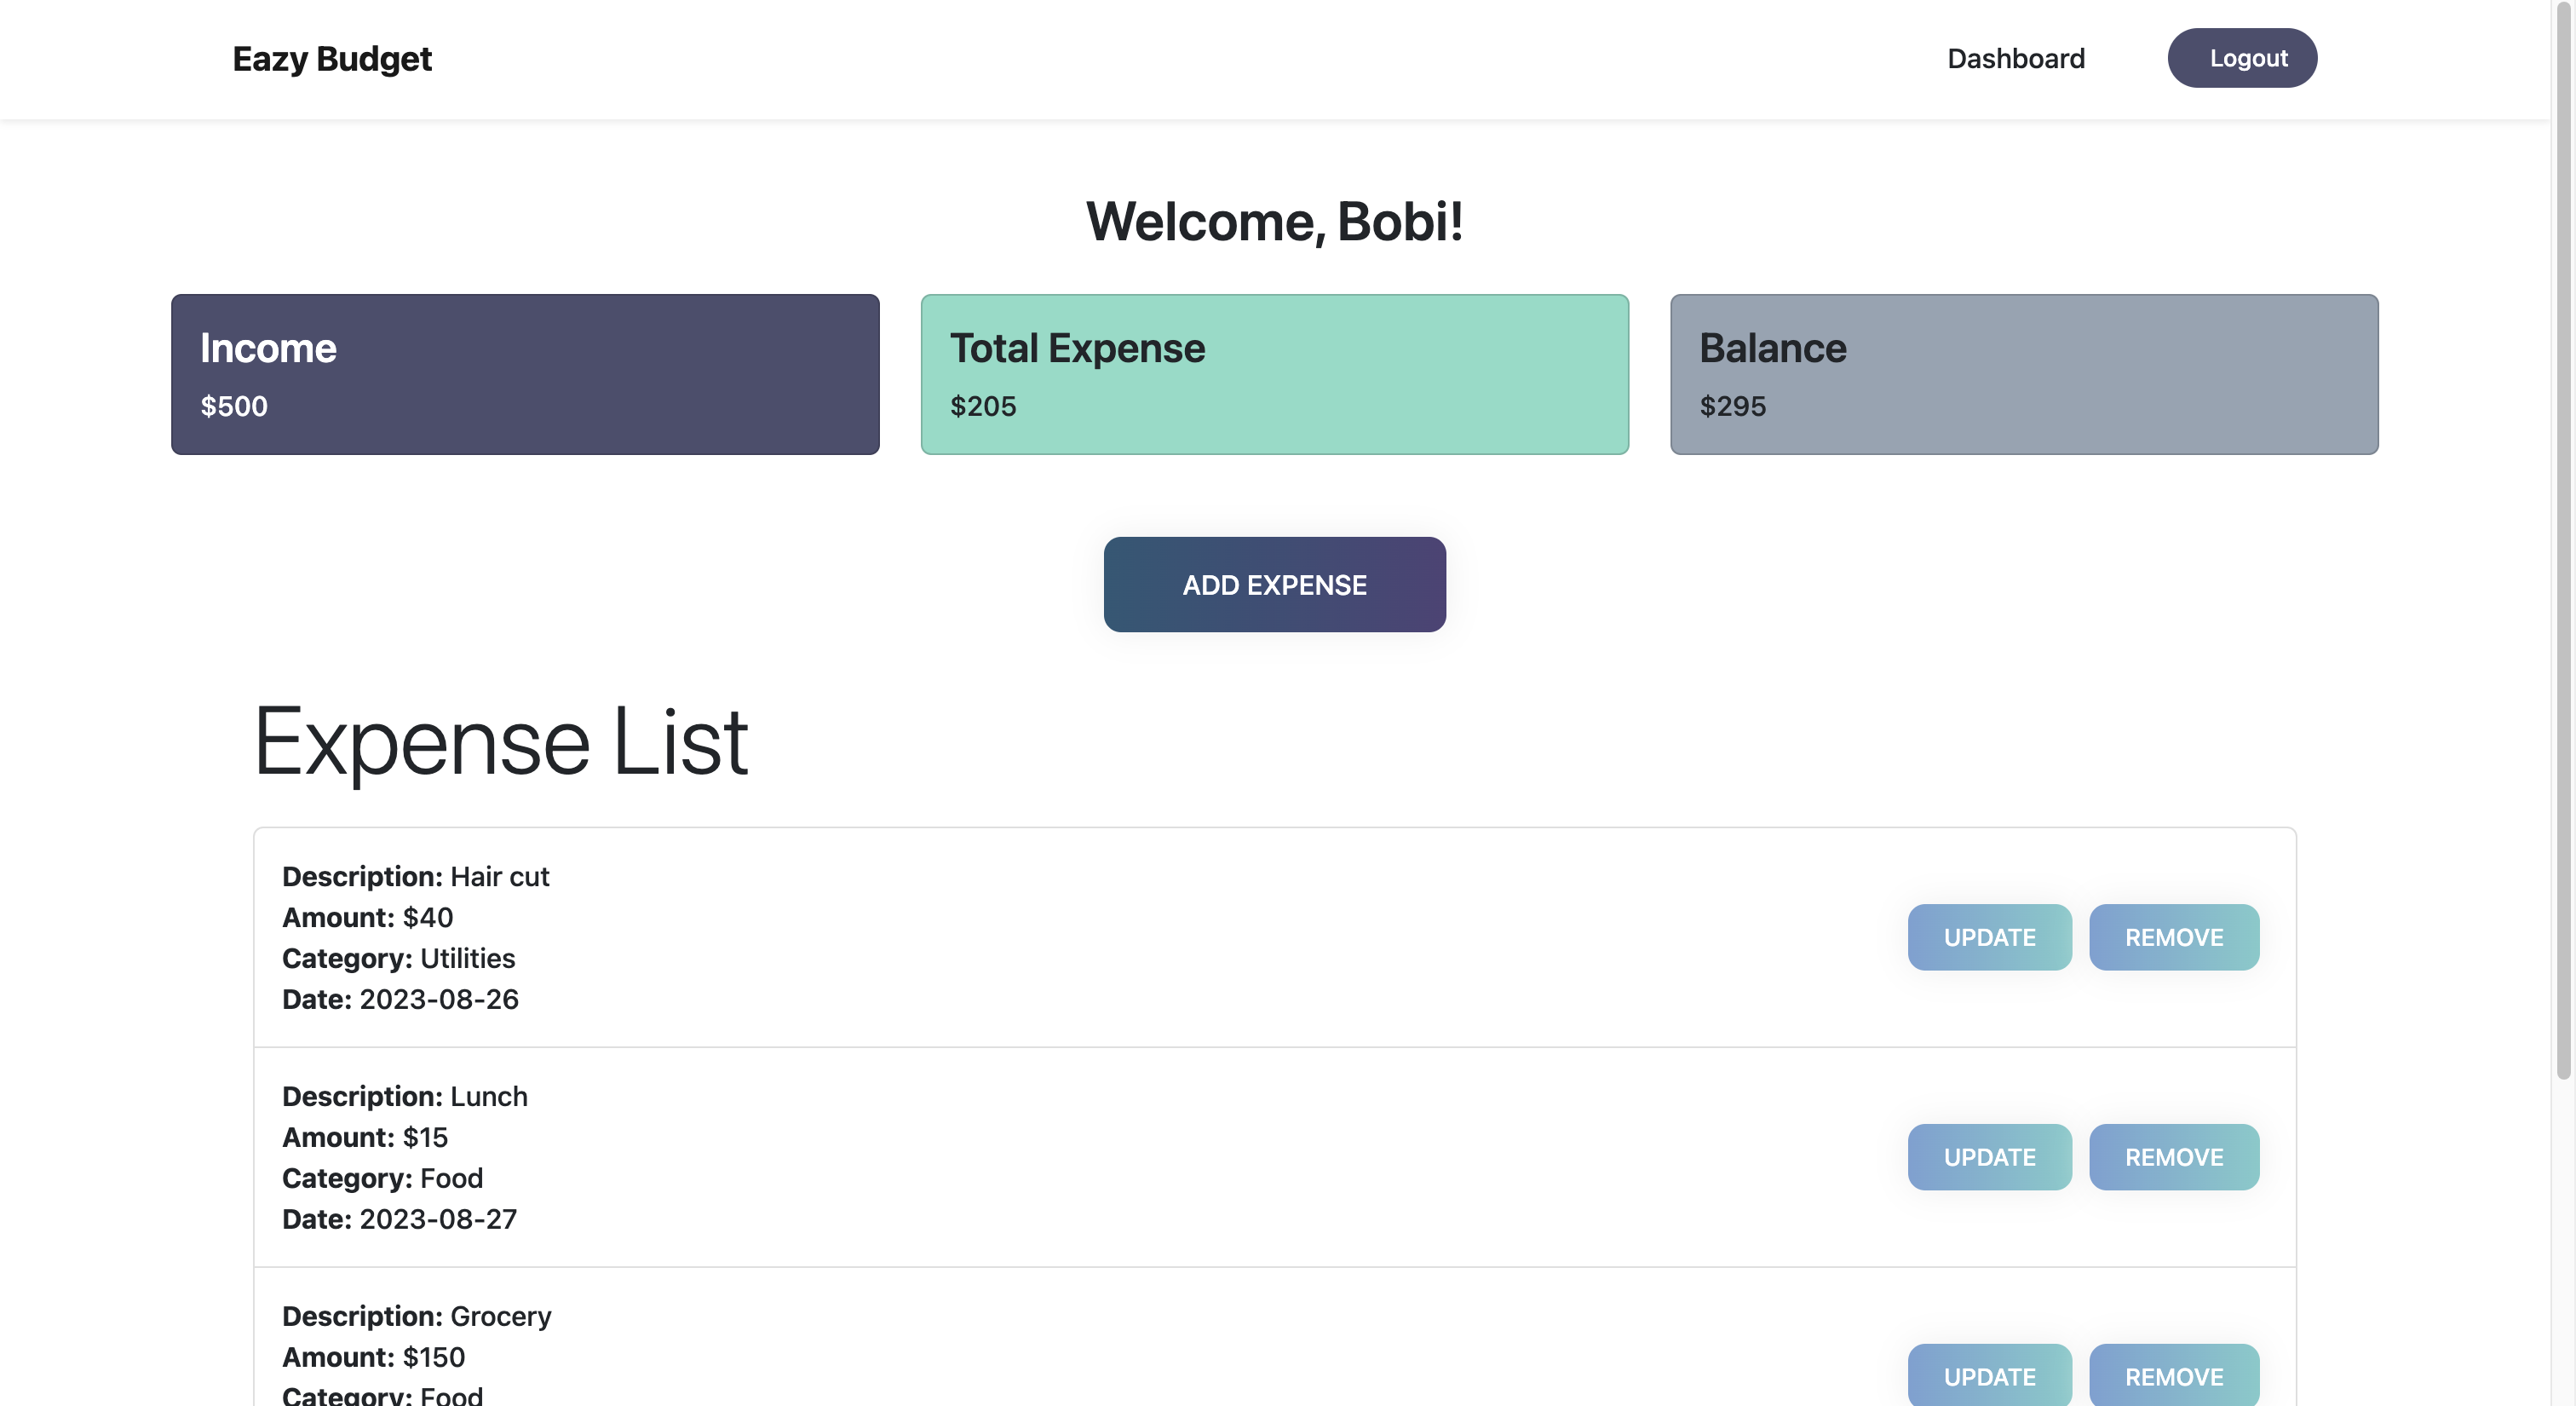 Eazy Budget
Dashboard
Logout
Welcome, Bobi!
Income
$500
Total Expense
$205
Balance
$295
ADD EXPENSE
Expense List
Description: Hair cut
Amount: $40
Category: Utilities
Date: 2023-08-26
UPDATE
REMOVE
Description: Lunch
Amount: $15
Category: Food
Date: 2023-08-27
UPDATE
REMOVE
Description: Grocery
Amount: $150
Category: Food
UPDATE
REMOVE